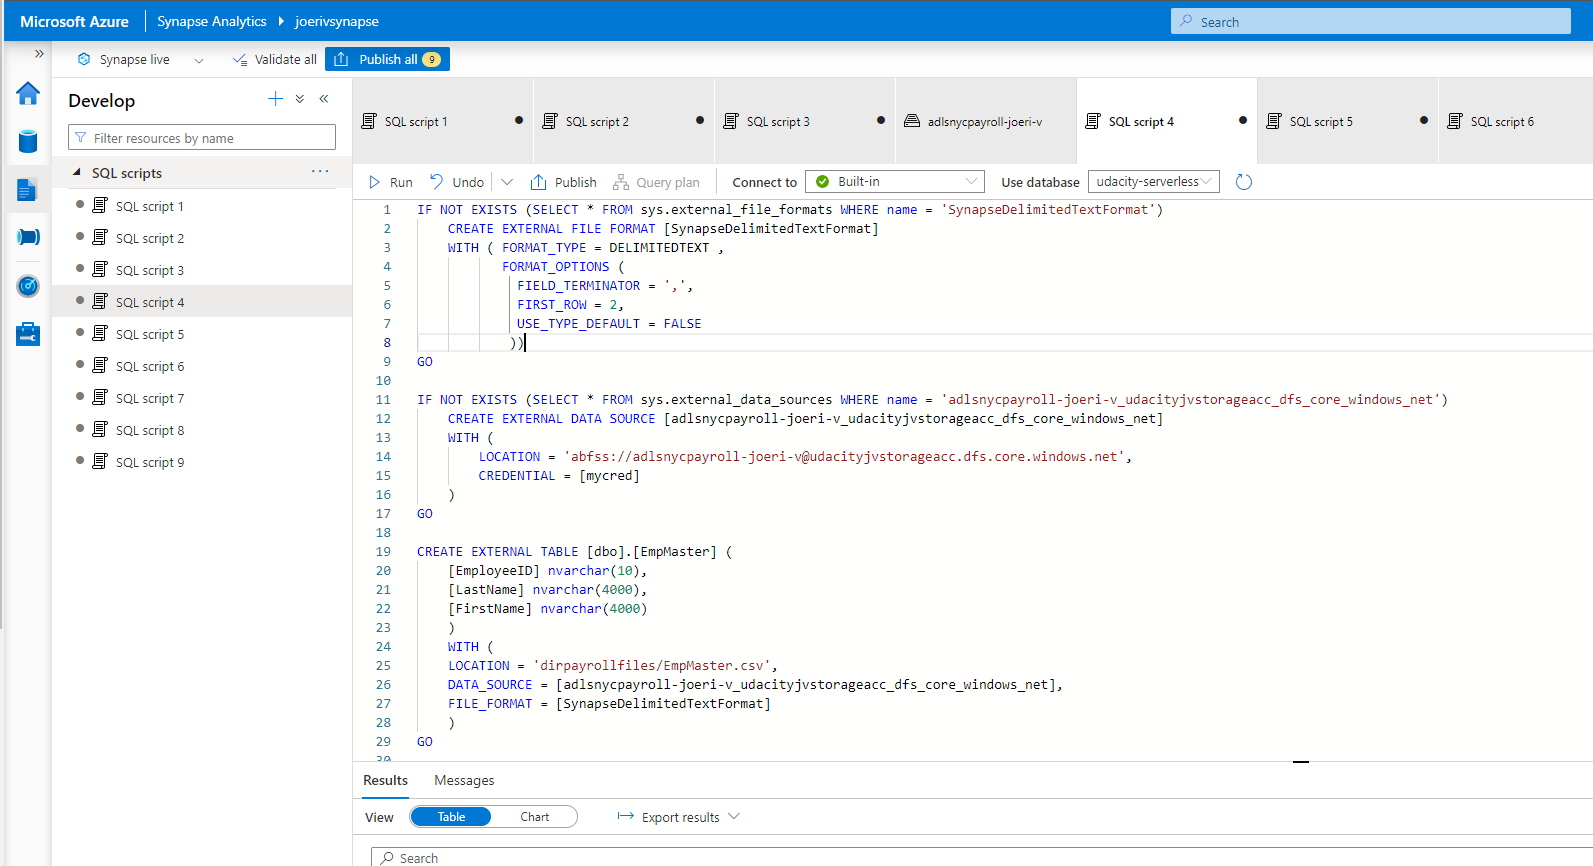 Microsoft Azure
Synapse Analytics
joerivsynapse
Search
Synapse live
Validate all
Publish all 9
Develop
Filter resources by name
SQL scripts
SQL script 1
SQL script 2
SQL script 3
SQL script 4
SQL script 5
SQL script 6
SQL script 7
SQL script 8
SQL script 9
SQL script 1
SQL script 2
SQL script 3
adlsnycpayroll-joeri-v
SQL script 4
SQL script 5
SQL script 6
Run
Undo
Publish
Query plan
Connect to
Built-in
Use database
udacity-serverless
1 IF NOT EXISTS (SELECT * FROM sys.external_file_formats WHERE name = 'SynapseDelimitedTextFormat')
2 CREATE EXTERNAL FILE FORMAT [SynapseDelimitedTextFormat]
3 WITH ( FORMAT_TYPE = DELIMITEDTEXT ,
4 FORMAT_OPTIONS (
5 FIELD_TERMINATOR = ',',
6 FIRST_ROW = 2,
7 USE_TYPE_DEFAULT = FALSE
8 ))
9 GO
10
11 IF NOT EXISTS (SELECT * FROM sys.external_data_sources WHERE name = 'adlsnycpayroll-joeri-v_udacityjvstorageacc_dfs_core_windows_net')
12 CREATE EXTERNAL DATA SOURCE [adlsnycpayroll-joeri-v_udacityjvstorageacc_dfs_core_windows_net]
13 WITH (
14 LOCATION = 'abfss://adlsnycpayroll-joeri-v@udacityjvstorageacc.dfs.core.windows.net',
15 CREDENTIAL = [mycred]
16 )
17 GO
18
19 CREATE EXTERNAL TABLE [dbo].[EmpMaster] (
20 [EmployeeID] nvarchar(10),
21 [LastName] nvarchar(4000),
22 [FirstName] nvarchar(4000)
23 )
24 WITH (
25 LOCATION = 'dirpayrollfiles/EmpMaster.csv',
26 DATA_SOURCE = [adlsnycpayroll-joeri-v_udacityjvstorageacc_dfs_core_windows_net],
27 FILE_FORMAT = [SynapseDelimitedTextFormat]
28 )
29 GO
30
Results
Messages
View
Table
Chart
Export results
Search